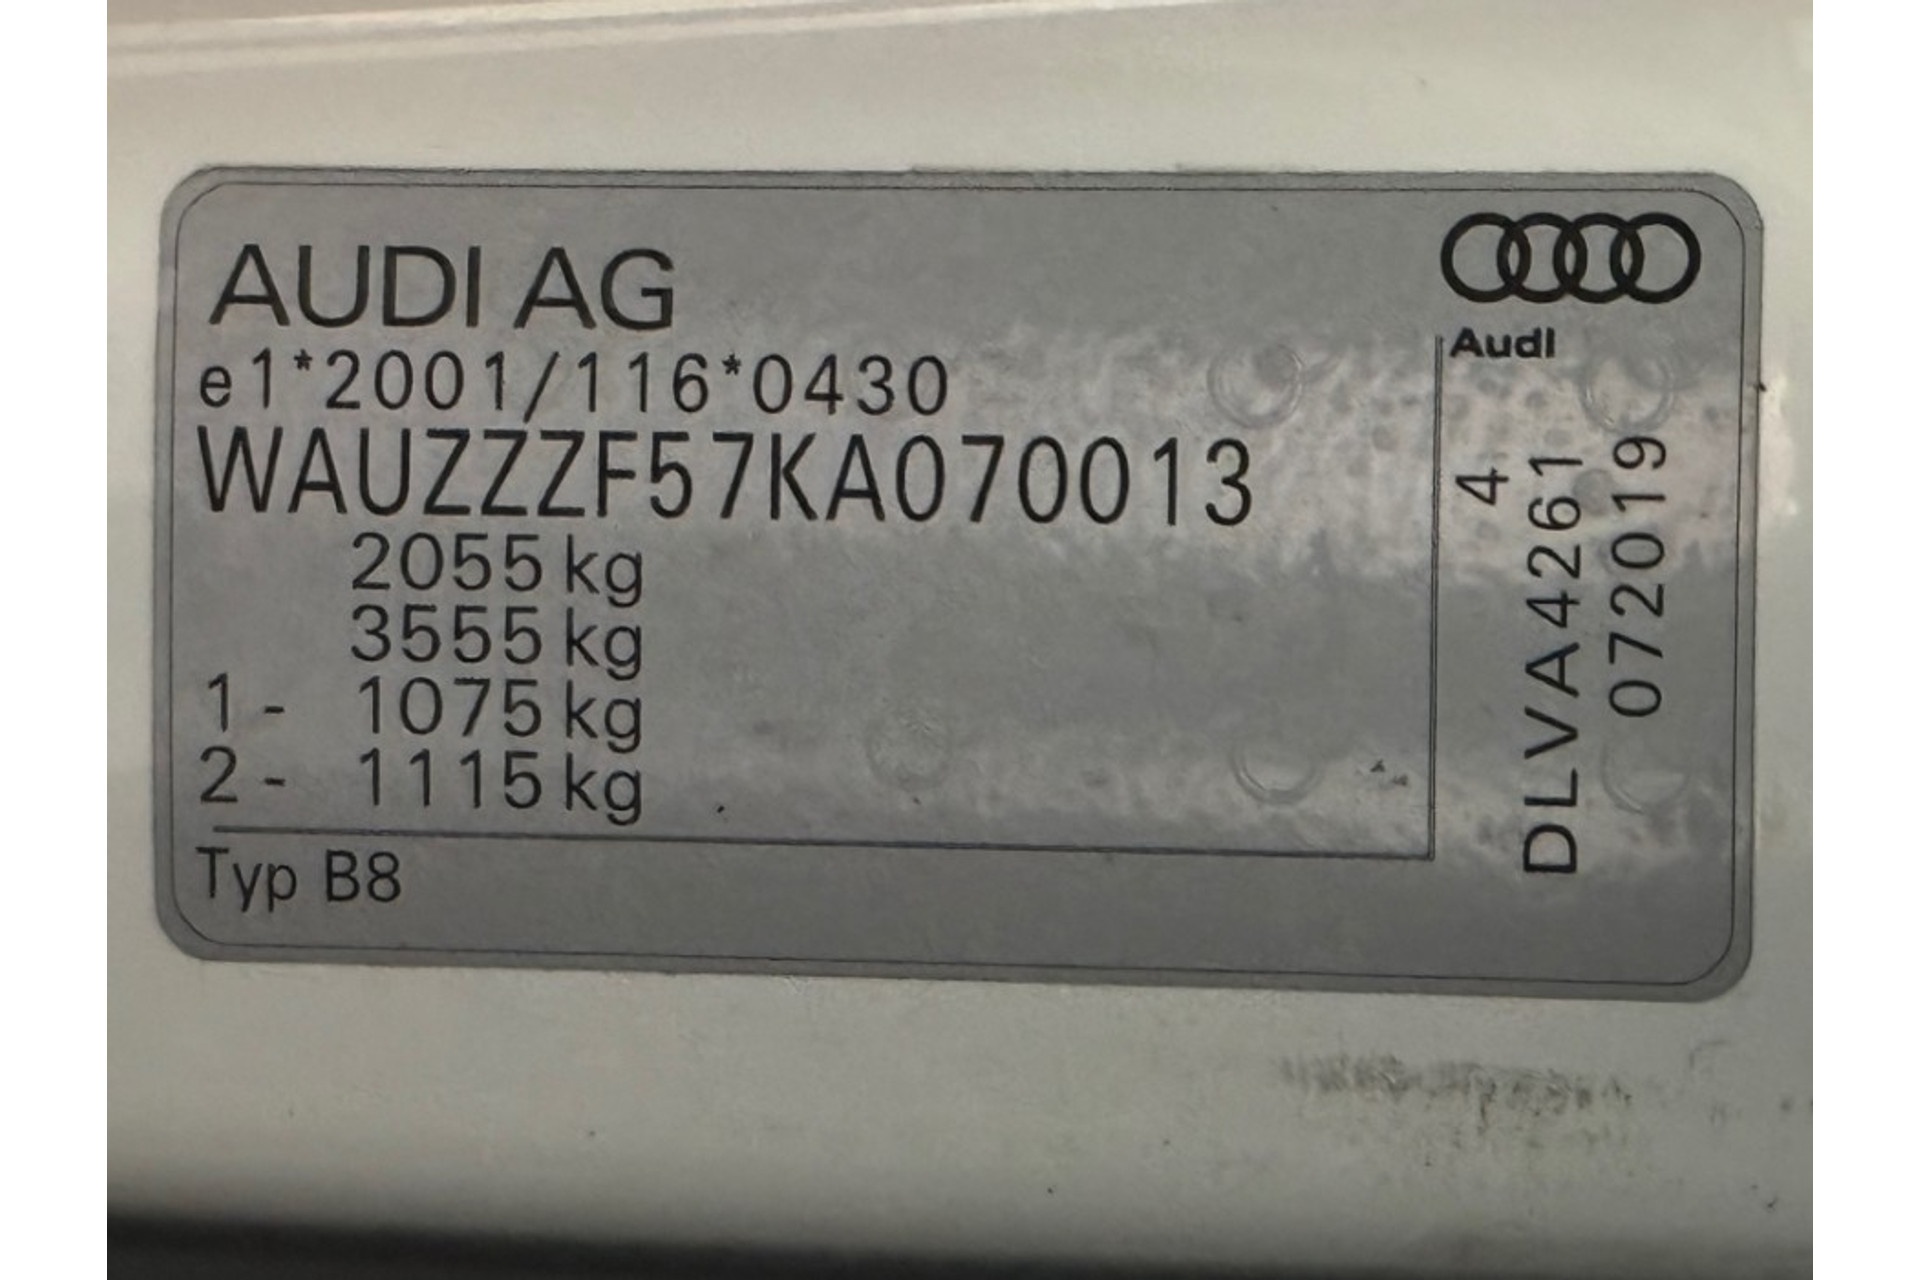 AUDI AG
Audi
e1*2001/116*0430
WAUZZZF57KA070013
2055 kg
3555 kg
1 - 1075 kg
2 - 1115 kg
Typ B8
4
DLVA4261
072019